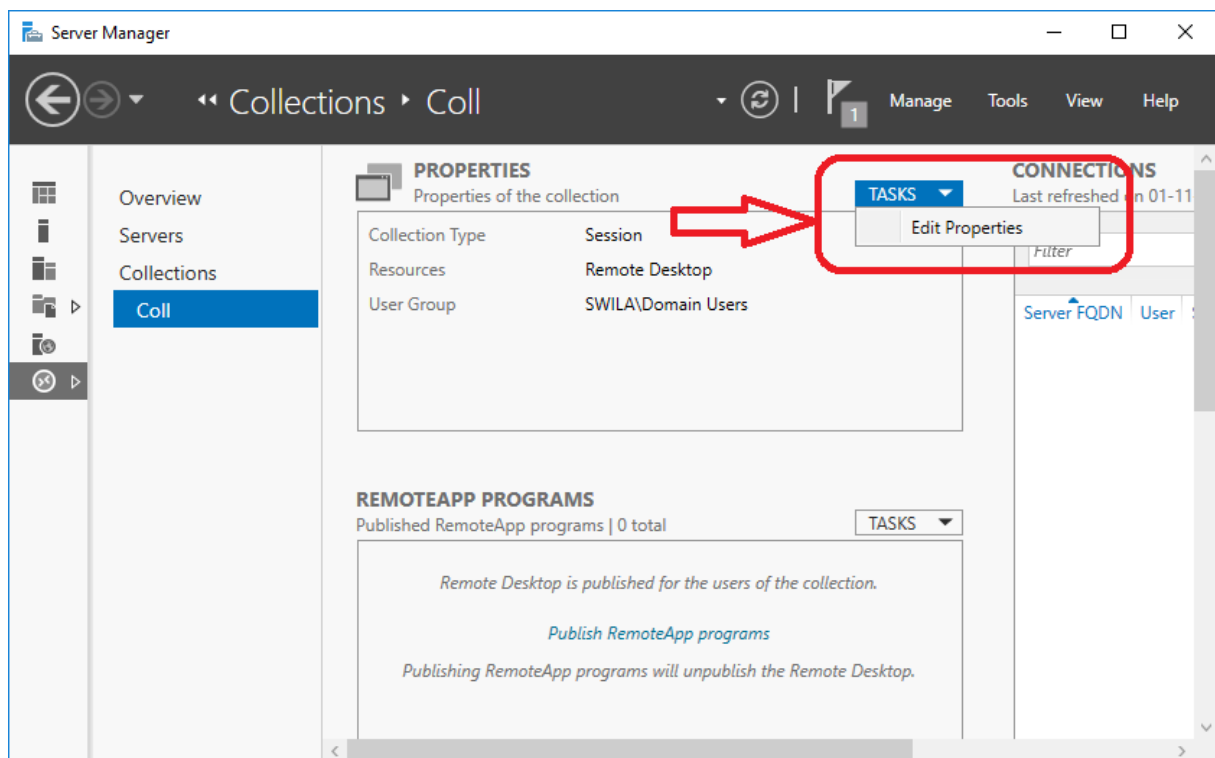 Server Manager
Collections Coll
1
Manage Tools View Help
Overview
Servers
Collections
Coll
PROPERTIES
Properties of the collection
TASKS
Edit Properties
Collection Type Session
Resources Remote Desktop
User Group SWILA\Domain Users
REMOTEAPP PROGRAMS
Published RemoteApp programs | 0 total
TASKS
Remote Desktop is published for the users of the collection.
Publish RemoteApp programs
Publishing RemoteApp programs will unpublish the Remote Desktop.
CONNECTIONS
Last refreshed on 01-11
Filter
Server FQDN User